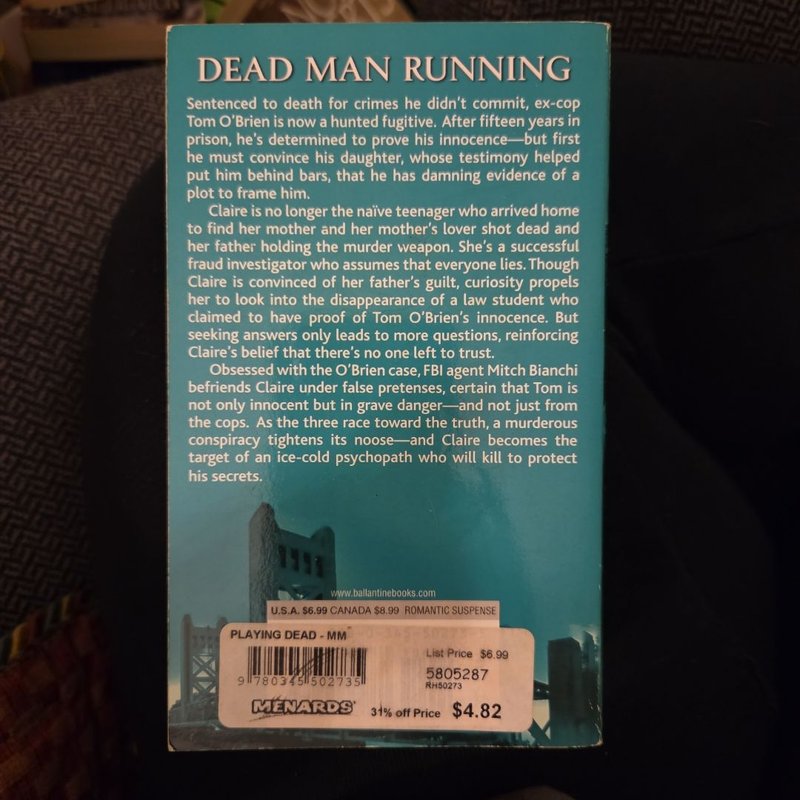 DEAD MAN RUNNING
Sentenced to death for crimes he didn't commit, ex-cop
Tom O'Brien is now a hunted fugitive. After fifteen years in
prison, he's determined to prove his innocence—but first
he must convince his daughter, whose testimony helped
put him behind bars, that he has damning evidence of a
plot to frame him.
Claire is no longer the naïve teenager who arrived home
to find her mother and her mother's lover shot dead and
her father holding the murder weapon. She's a successful
fraud investigator who assumes that everyone lies. Though
Claire is convinced of her father's guilt, curiosity propels
her to look into the disappearance of a law student who
claimed to have proof of Tom O'Brien's innocence. But
seeking answers only leads to more questions, reinforcing
Claire's belief that there's no one left to trust.
Obsessed with the O'Brien case, FBI agent Mitch Bianchi
befriends Claire under false pretenses, certain that Tom is
not only innocent but in grave danger—and not just from
the cops. As the three race toward the truth, a murderous
conspiracy tightens its noose—and Claire becomes the
target of an ice-cold psychopath who will kill to protect
his secrets.
www.ballantinebooks.com
U.S.A. $6.99 CANADA $8.99 ROMANTIC SUSPENSE
PLAYING DEAD - MM
List Price $6.99
9 780345 502735
5805287
RH50273
MENARDS
31% off Price $4.82